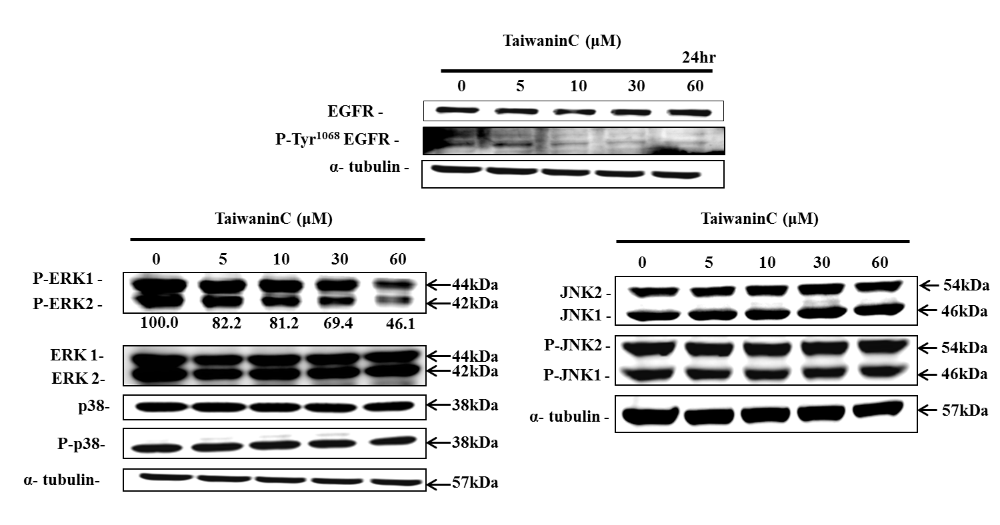 TaiwaninC (μM)
24hr
0 5 10 30 60
EGFR -
P-Tyr1068 EGFR -
α- tubulin -
TaiwaninC (μM)
0 5 10 30 60
P-ERK1 -
44kDa
P-ERK2 -
42kDa
100.0 82.2 81.2 69.4 46.1
ERK 1-
44kDa
42kDa
ERK 2-
p38-
38kDa
P-p38-
38kDa
α- tubulin-
57kDa
TaiwaninC (μM)
0 5 10 30 60
JNK2 -
54kDa
JNK1 -
46kDa
P-JNK2 -
54kDa
P-JNK1 -
46kDa
α- tubulin -
57kDa